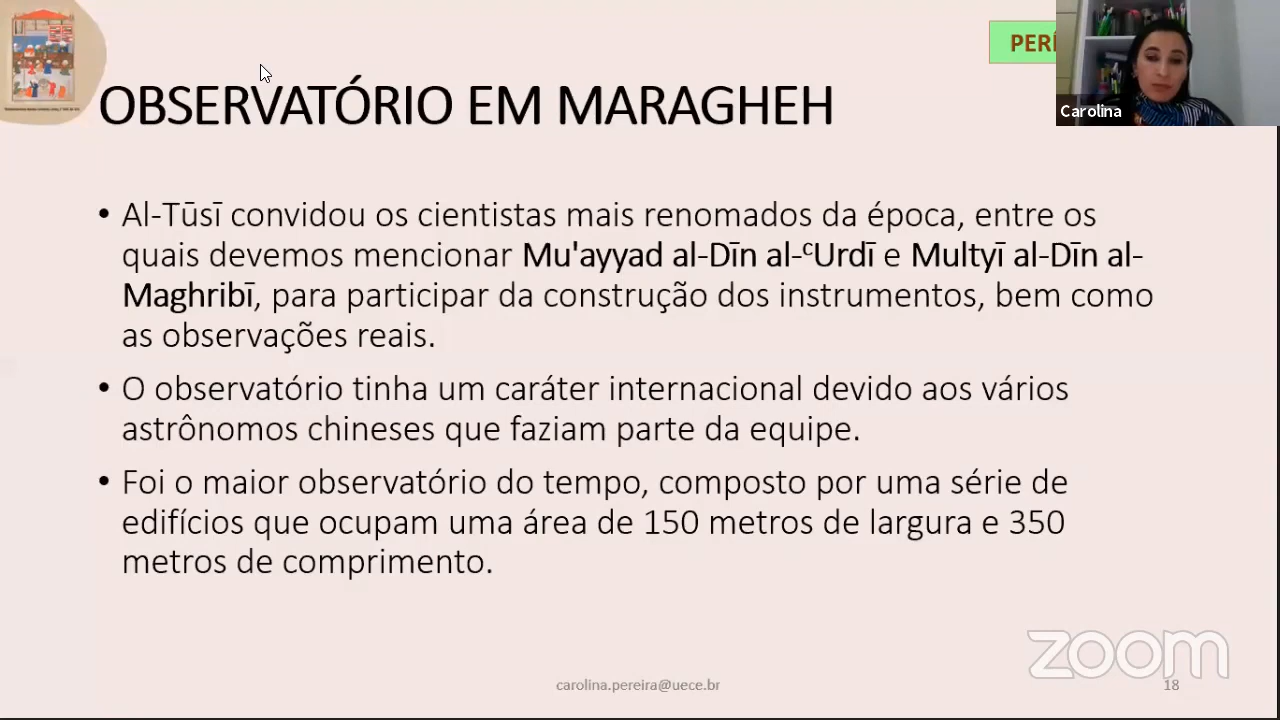 PERÍ
Carolina
OBSERVATÓRIO EM MARAGHEH
• Al-Tūsī convidou os cientistas mais renomados da época, entre os
quais devemos mencionar Mu'ayyad al-Dīn al-ᶜUrdī e Multyī al-Dīn al-
Maghribī, para participar da construção dos instrumentos, bem como
as observações reais.
• O observatório tinha um caráter internacional devido aos vários
astrônomos chineses que faziam parte da equipe.
• Foi o maior observatório do tempo, composto por uma série de
edifícios que ocupam uma área de 150 metros de largura e 350
metros de comprimento.
zoom
carolina.pereira@uece.br
18